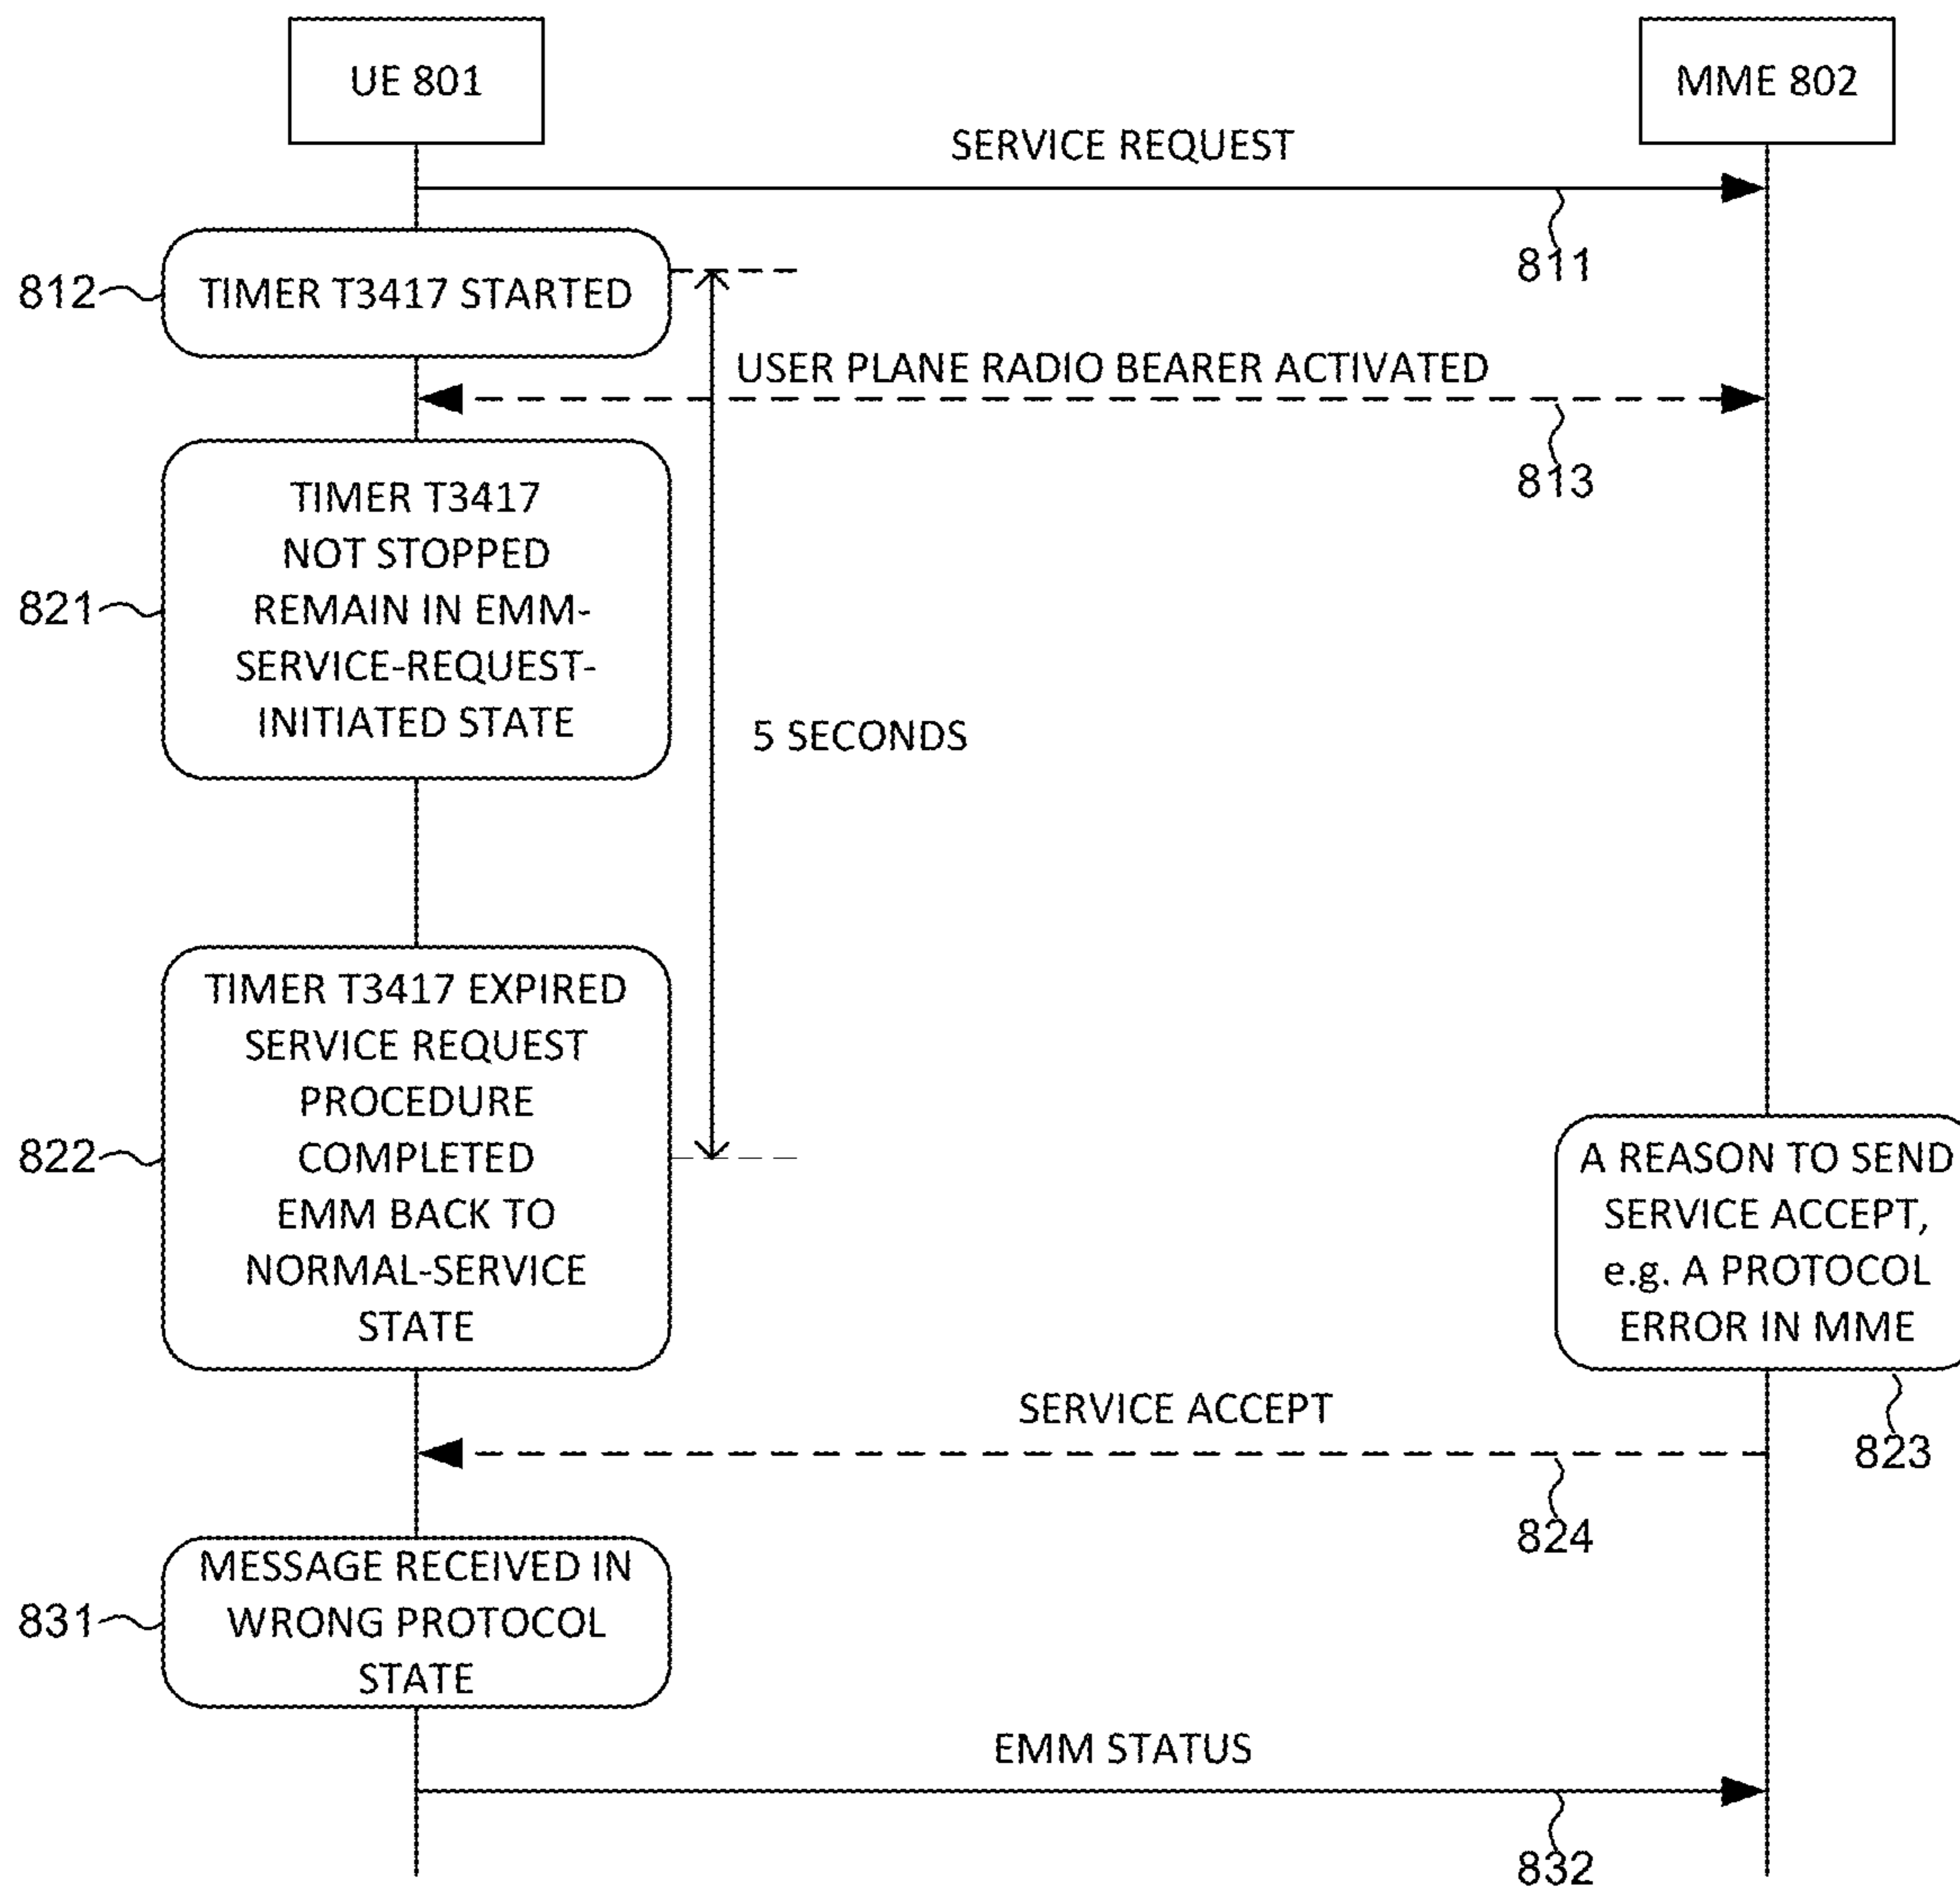 UE 801
MME 802
SERVICE REQUEST
811
812
TIMER T3417 STARTED
USER PLANE RADIO BEARER ACTIVATED
813
821
TIMER T3417
NOT STOPPED
REMAIN IN EMM-
SERVICE-REQUEST-
INITIATED STATE
5 SECONDS
822
TIMER T3417 EXPIRED
SERVICE REQUEST
PROCEDURE
COMPLETED
EMM BACK TO
NORMAL-SERVICE
STATE
A REASON TO SEND
SERVICE ACCEPT,
e.g. A PROTOCOL
ERROR IN MME
823
SERVICE ACCEPT
824
831
MESSAGE RECEIVED IN
WRONG PROTOCOL
STATE
EMM STATUS
832